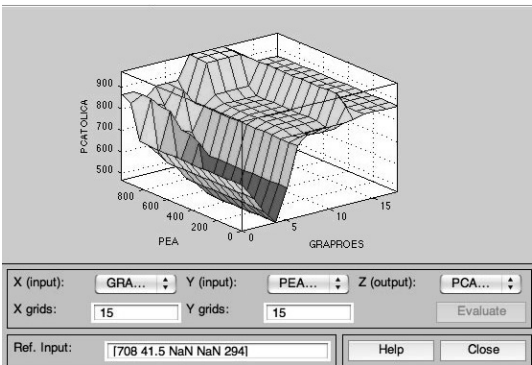 900
800
700
600
500
PCATOLICA
800
600
400
200
0
PEA
0
5
10
15
GRAPROES
X (input): GRA... Y (input): PEA... Z (output): PCA...
X grids: 15 Y grids: 15 Evaluate
Ref. Input: [708 41.5 NaN NaN 294] Help Close